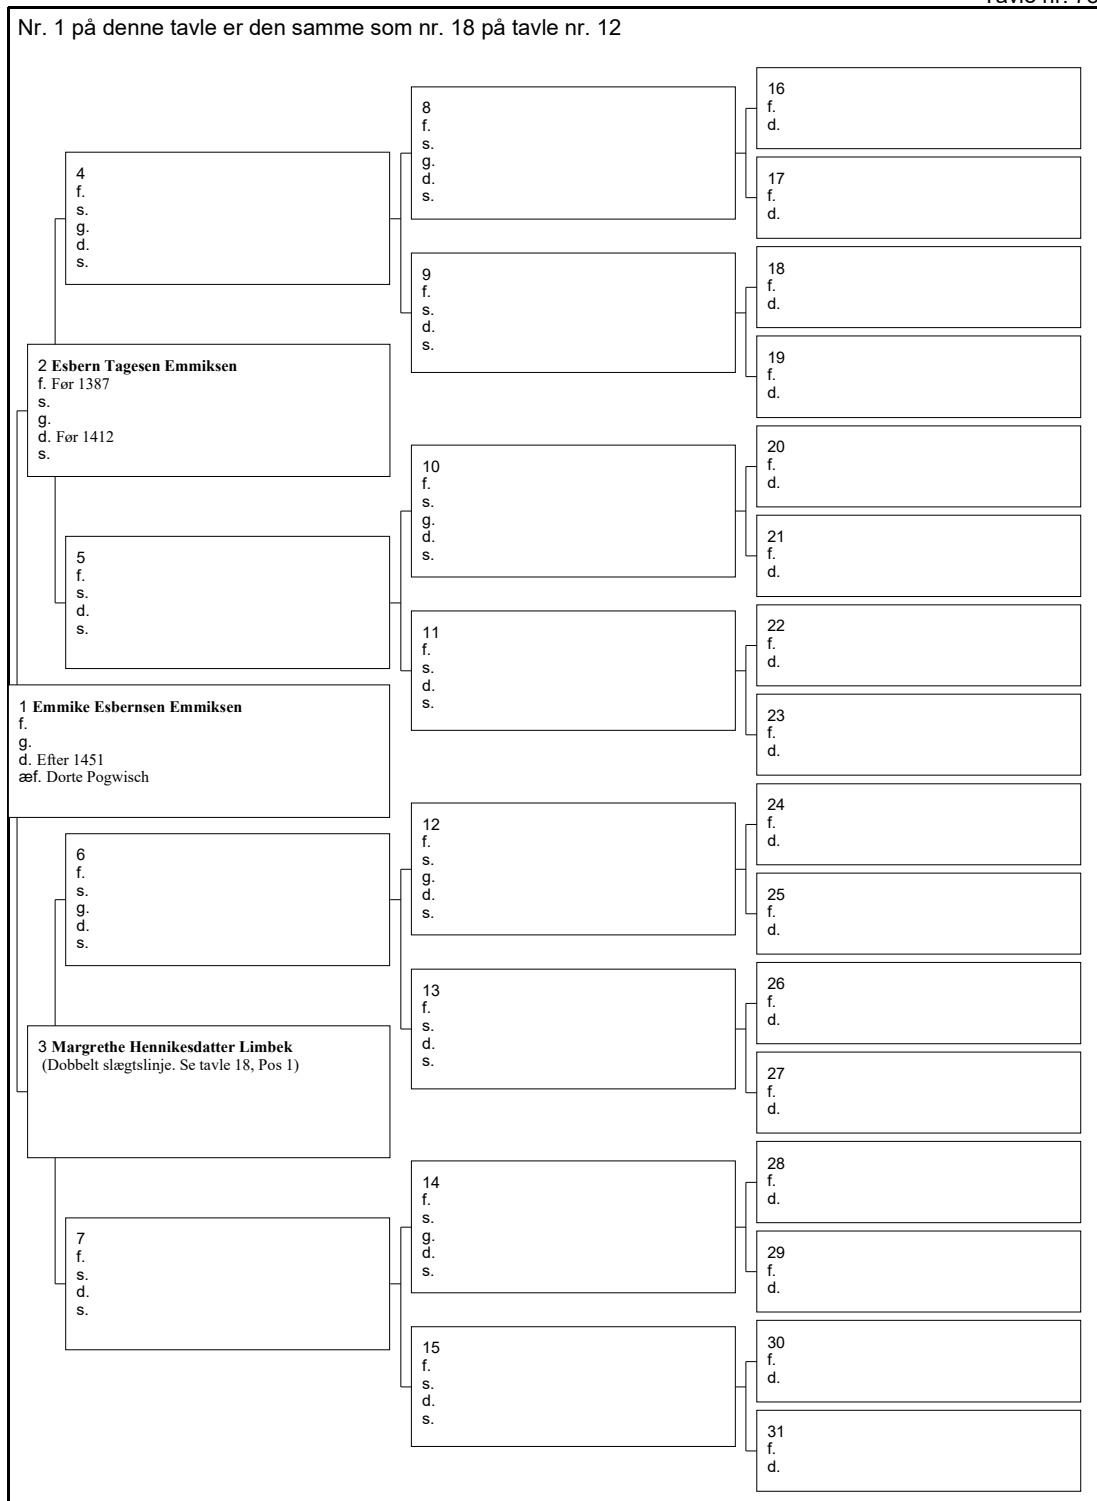 Nr. 1 på denne tavle er den samme som nr. 18 på tavle nr. 12
16
f.
d.
8
f.
s.
g.
d.
s.
17
f.
d.
4
f.
s.
g.
d.
s.
18
f.
d.
9
f.
s.
d.
s.
19
f.
d.
2 Esbern Tagesen Emmiksen
f. Før 1387
s.
g.
d. Før 1412
s.
20
f.
d.
10
f.
s.
g.
d.
s.
21
f.
d.
5
f.
s.
d.
s.
22
f.
d.
11
f.
s.
d.
s.
23
f.
d.
1 Emmike Esbernsen Emmiksen
f.
g.
d. Efter 1451
æf. Dorte Pogwisch
24
f.
d.
12
f.
s.
g.
d.
s.
25
f.
d.
6
f.
s.
g.
d.
s.
26
f.
d.
13
f.
s.
d.
s.
27
f.
d.
3 Margrethe Hennikesdatter Limbek
(Dobbelt slægtslinje. Se tavle 18, Pos 1)
28
f.
d.
14
f.
s.
g.
d.
s.
29
f.
d.
7
f.
s.
d.
s.
30
f.
d.
15
f.
s.
d.
s.
31
f.
d.